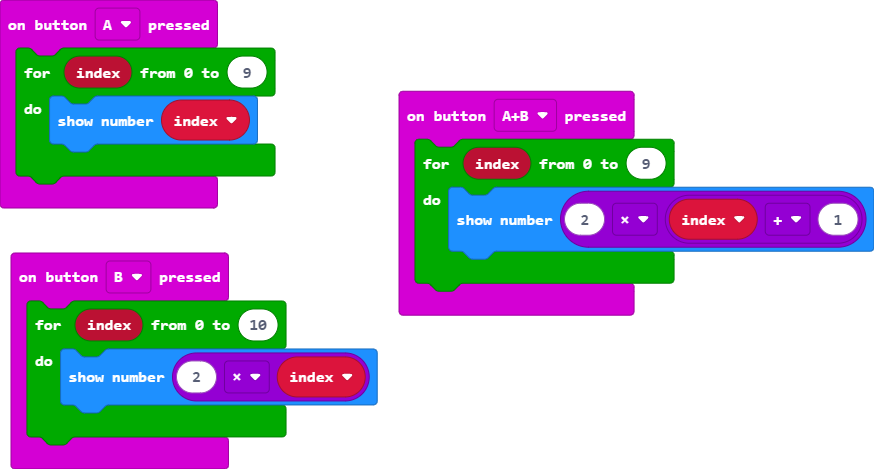 on button A pressed
for index from 0 to 9
do
show number index
on button B pressed
for index from 0 to 10
do
show number 2 × index
on button A+B pressed
for index from 0 to 9
do
show number 2 × index + 1